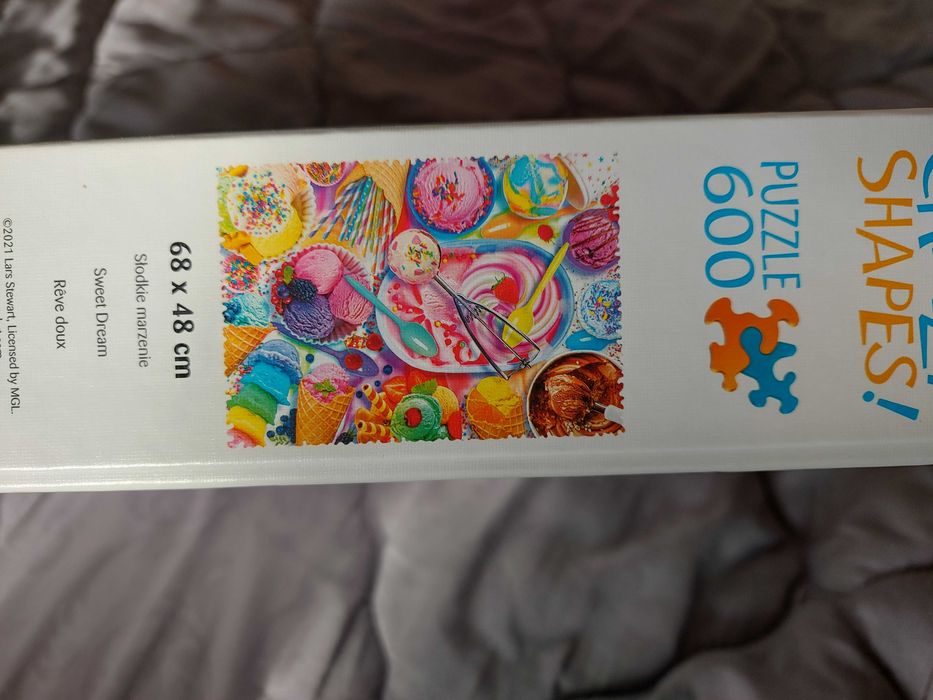 SHAPES!
PUZZLE
600
68 x 48 cm
Słodkie marzenie
Sweet Dream
Rêve doux
©2021 Lars Stewart, Licensed by MGL.